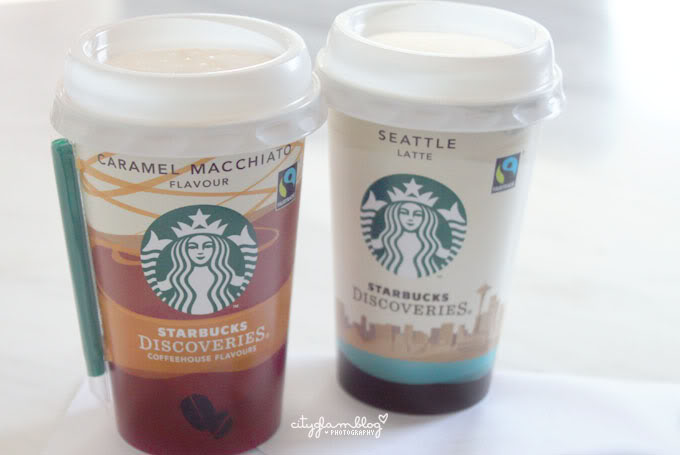 CARAMEL MACCHIATO
FLAVOUR
STARBUCKS
DISCOVERIES®
COFFEEHOUSE FLAVOURS
SEATTLE
LATTE
STARBUCKS
DISCOVERIES®
cityglamblog
PHOTOGRAPHY